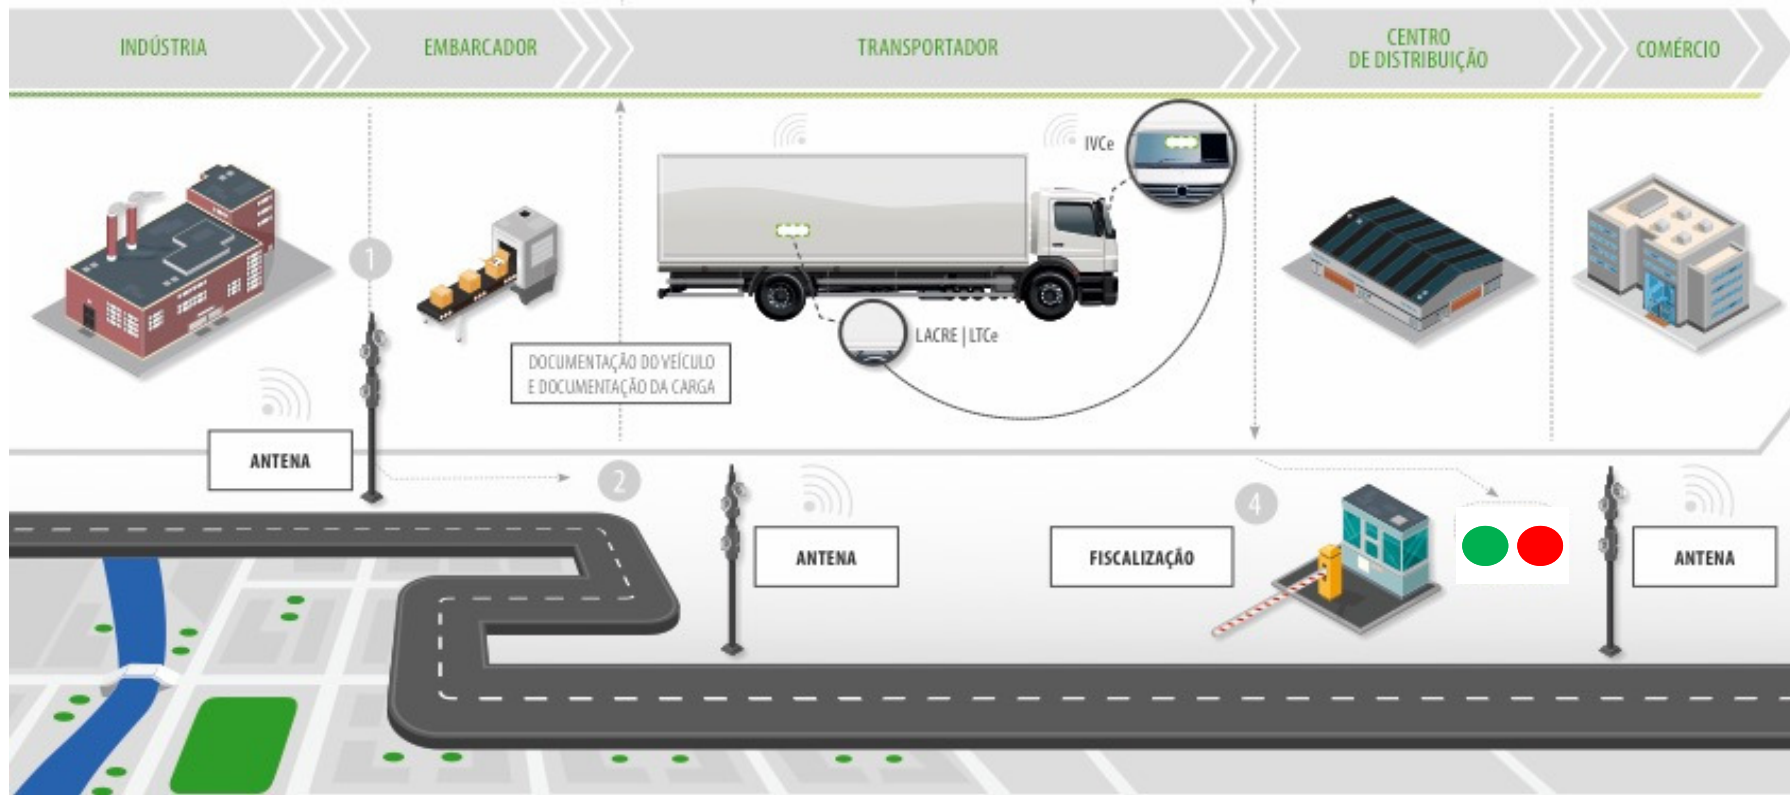 INDÚSTRIA
EMBARCADOR
TRANSPORTADOR
CENTRO
DE DISTRIBUIÇÃO
COMÉRCIO
IVCe
1
LACRE | LTCe
DOCUMENTAÇÃO DO VEÍCULO
E DOCUMENTAÇÃO DA CARGA
ANTENA
2
ANTENA
4
FISCALIZAÇÃO
ANTENA